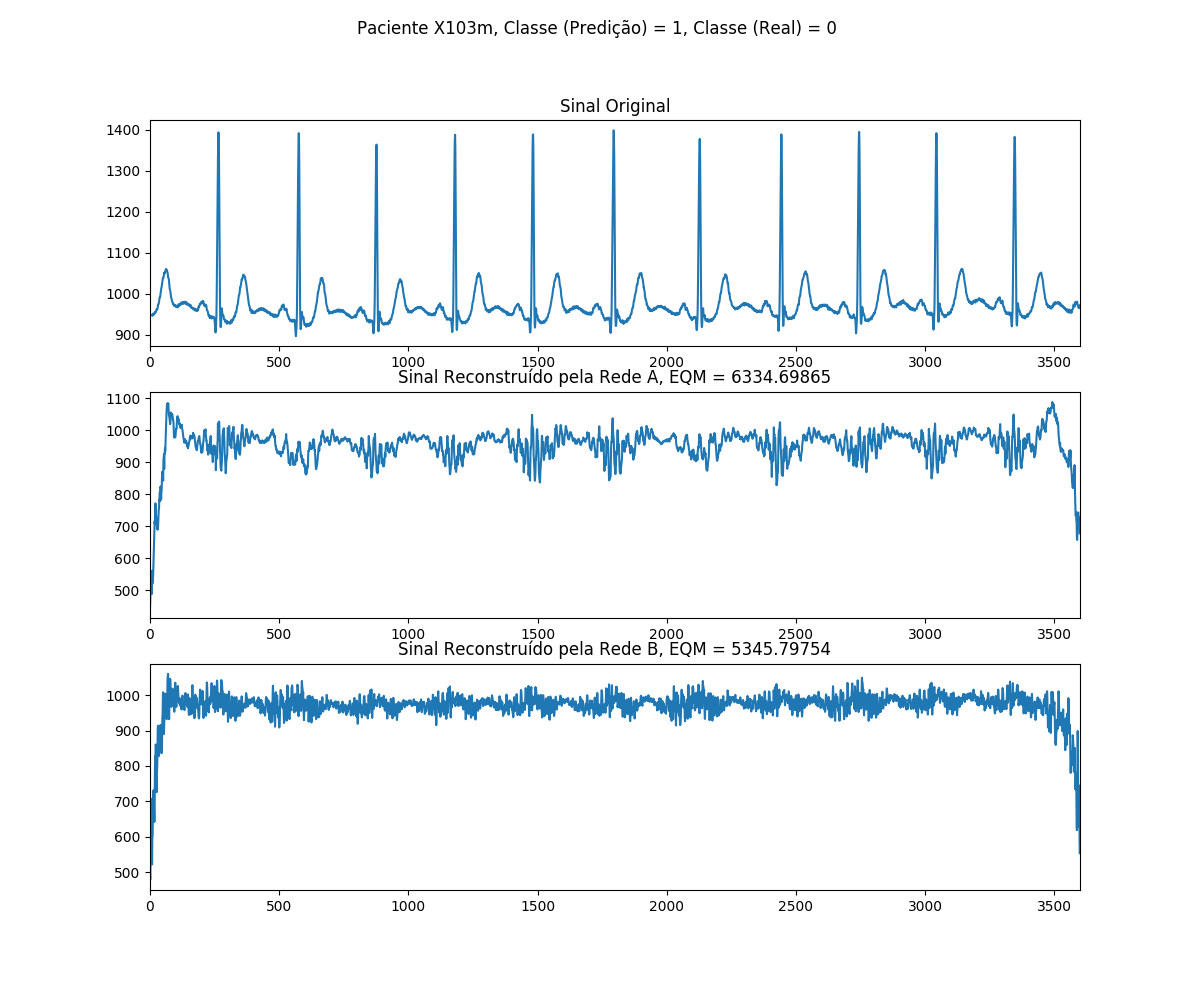 Paciente X103m, Classe (Predição) = 1, Classe (Real) = 0
Sinal Original
1400
1300
1200
1100
1000
900
0 500 1000 1500 2000 2500 3000 3500
Sinal Reconstruído pela Rede A, EQM = 6334.69865
1100
1000
900
800
700
600
500
0 500 1000 1500 2000 2500 3000 3500
Sinal Reconstruído pela Rede B, EQM = 5345.79754
1000
900
800
700
600
500
0 500 1000 1500 2000 2500 3000 3500